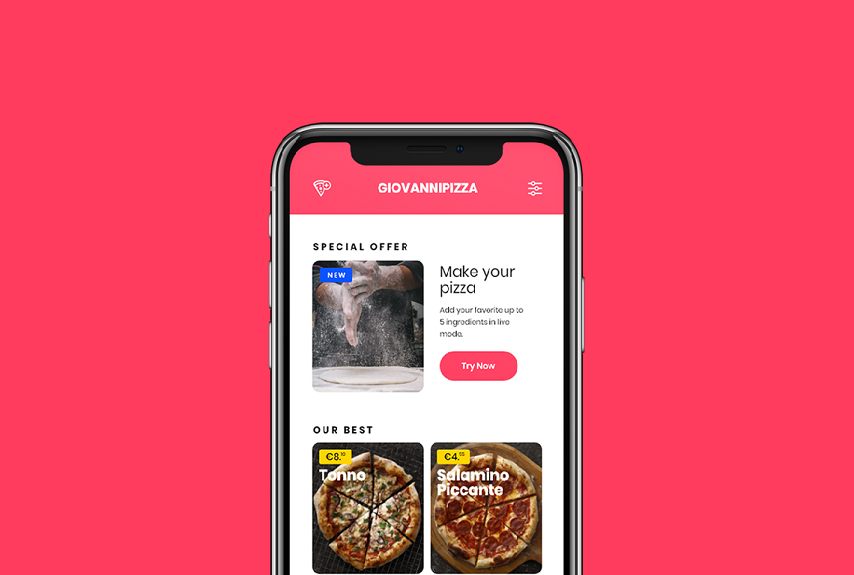 GIOVANNIPIZZA
SPECIAL OFFER
NEW
Make your
pizza
Add your favorite up to
5 ingredients in live
mode.
Try Now
OUR BEST
€8.10
Tonno
€4.
Salamino
Piccante